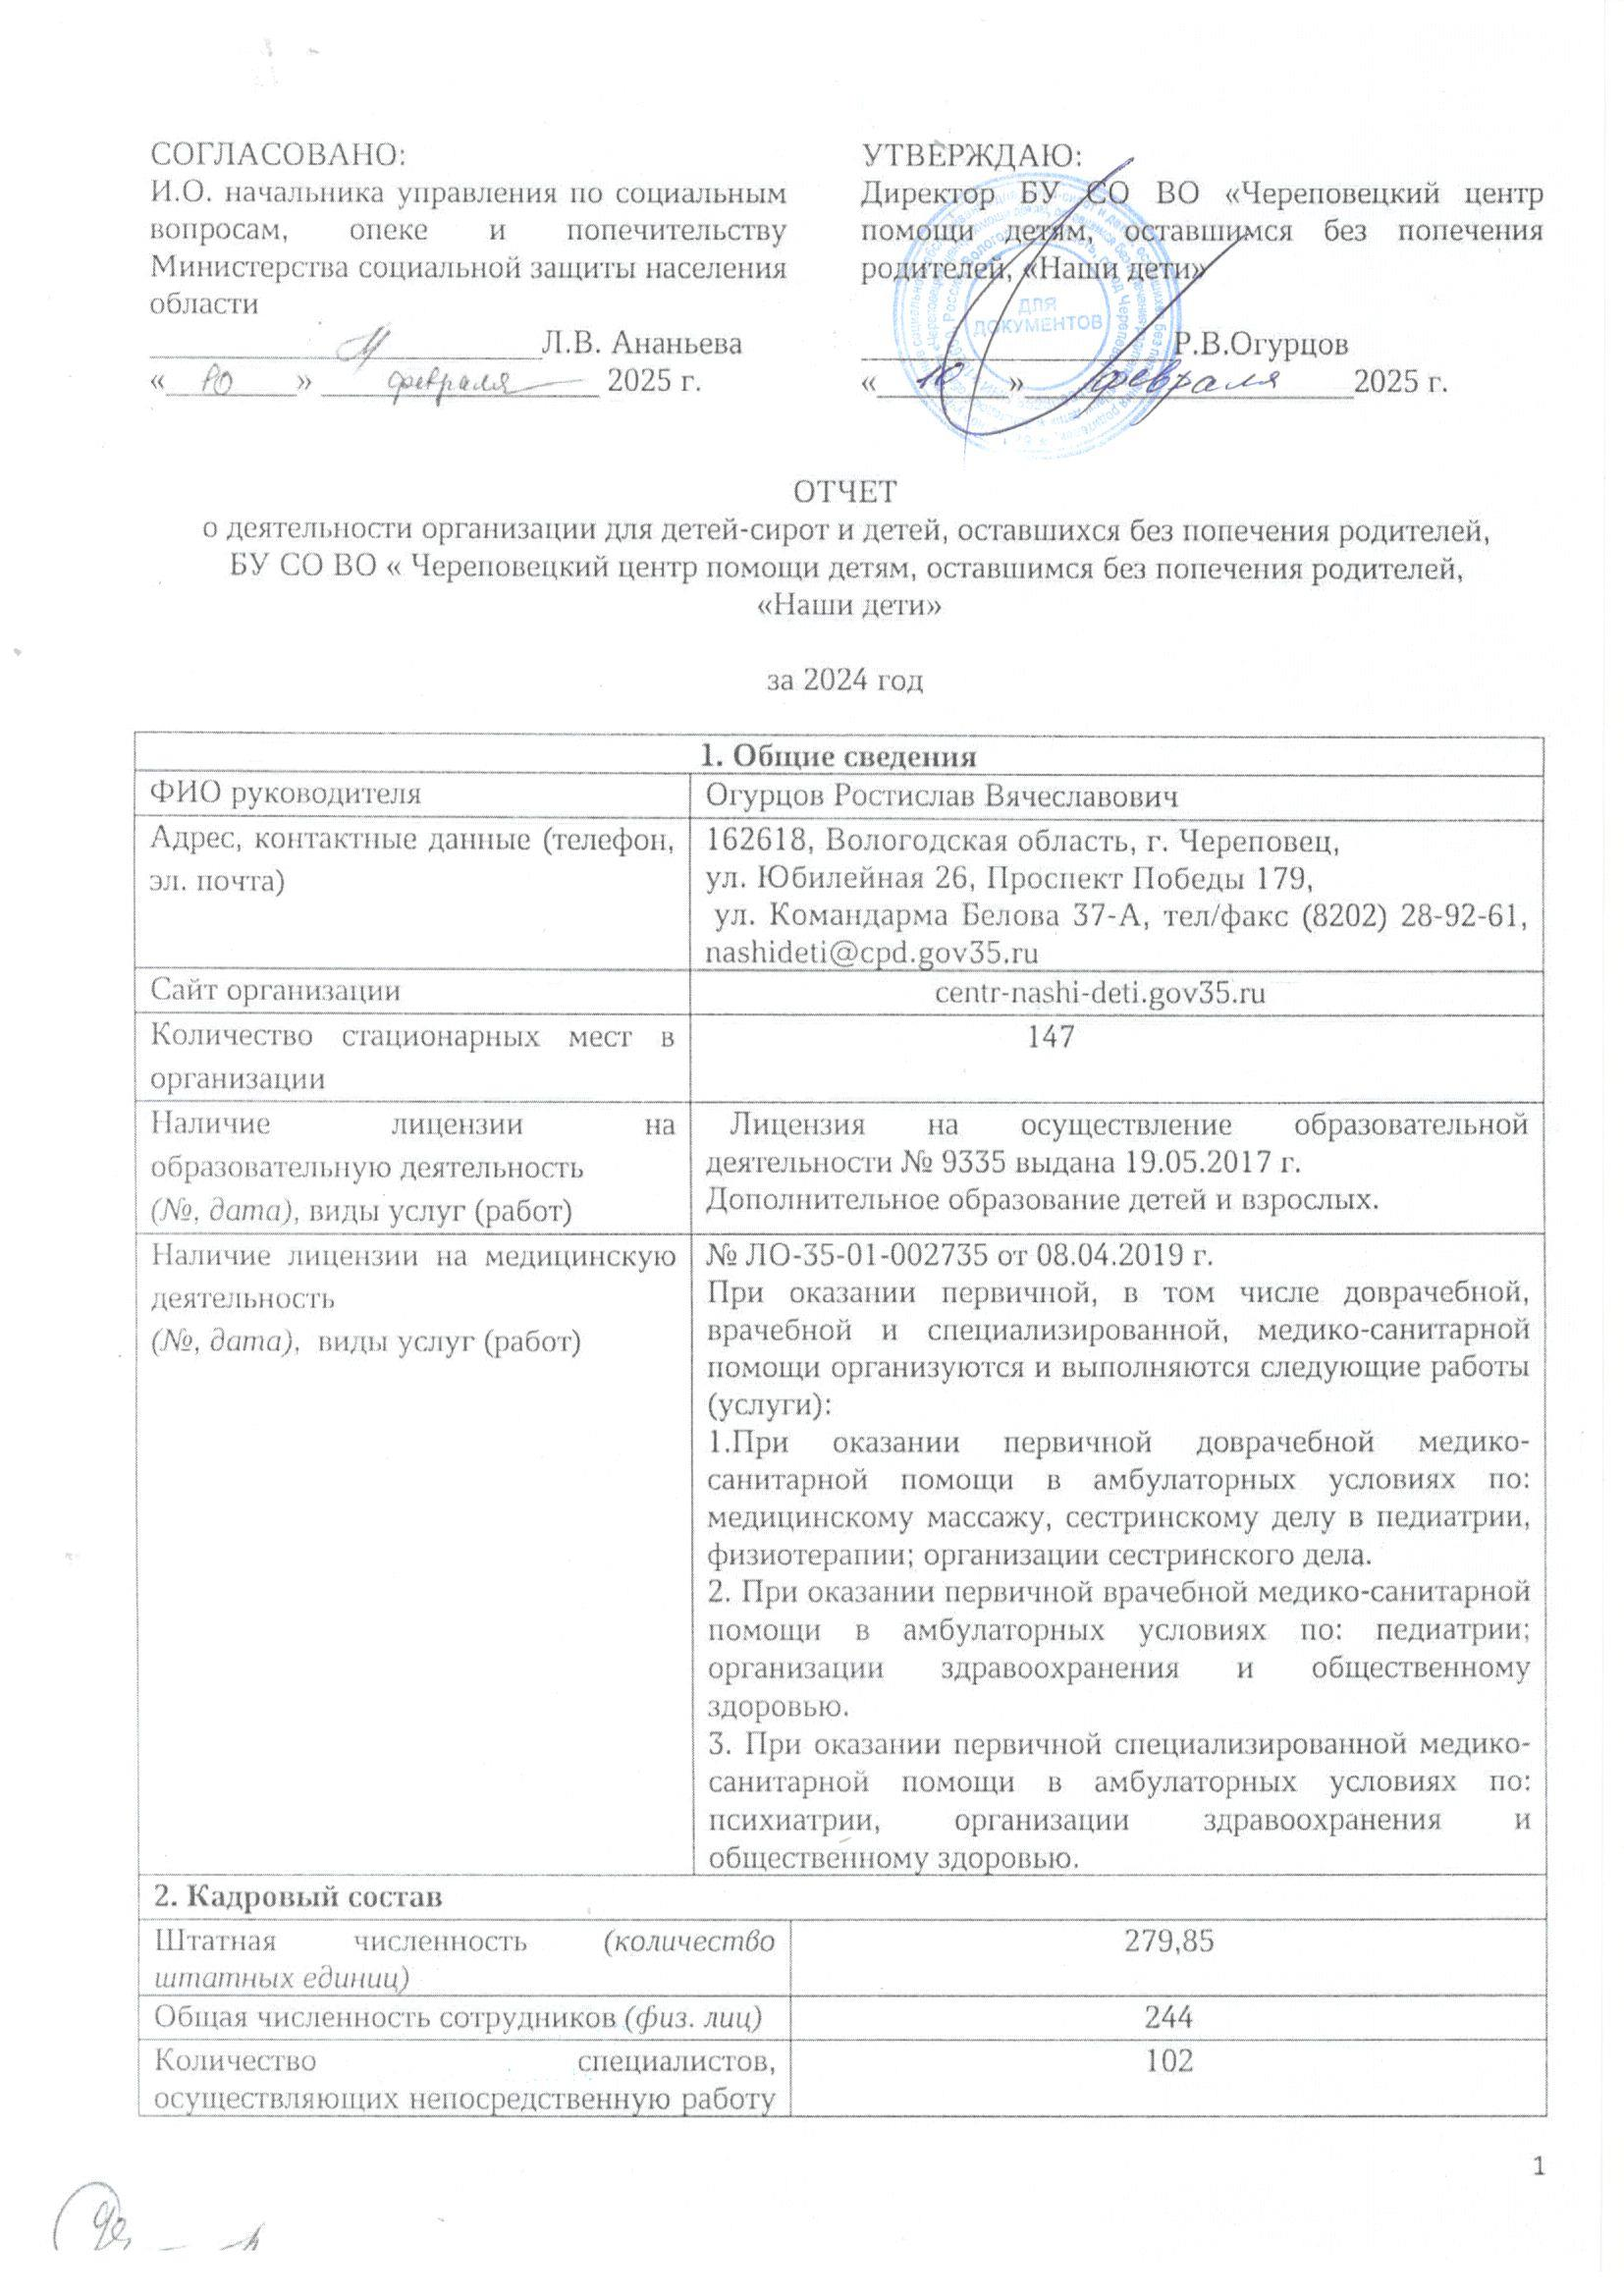 СОГЛАСОВАНО:
И.О. начальника управления по социальным
вопросам, опеке и попечительству
Министерства социальной защиты населения
области
Л.В. Ананьева
«10» февраля 2025 г.
УТВЕРЖДАЮ:
Директор БУ СО ВО «Череповецкий центр
помощи детям, оставшимся без попечения
родителей, «Наши дети»
ДЛЯ
ДОКУМЕНТОВ
Р.В.Огурцов
«10» февраля 2025 г.
ОТЧЕТ
о деятельности организации для детей-сирот и детей, оставшихся без попечения родителей,
БУ СО ВО « Череповецкий центр помощи детям, оставшимся без попечения родителей,
«Наши дети»
за 2024 год
1. Общие сведения
ФИО руководителя
Огурцов Ростислав Вячеславович
Адрес, контактные данные (телефон,
эл. почта)
162618, Вологодская область, г. Череповец,
ул. Юбилейная 26, Проспект Победы 179,
ул. Командарма Белова 37-А, тел/факс (8202) 28-92-61,
nashideti@cpd.gov35.ru
Сайт организации
centr-nashi-deti.gov35.ru
Количество стационарных мест в
организации
147
Наличие лицензии на
образовательную деятельность
(№, дата), виды услуг (работ)
Лицензия на осуществление образовательной
деятельности № 9335 выдана 19.05.2017 г.
Дополнительное образование детей и взрослых.
Наличие лицензии на медицинскую
деятельность
(№, дата), виды услуг (работ)
№ ЛО-35-01-002735 от 08.04.2019 г.
При оказании первичной, в том числе доврачебной,
врачебной и специализированной, медико-санитарной
помощи организуются и выполняются следующие работы
(услуги):
1.При оказании первичной доврачебной медико-
санитарной помощи в амбулаторных условиях по:
медицинскому массажу, сестринскому делу в педиатрии,
физиотерапии; организации сестринского дела.
2. При оказании первичной врачебной медико-санитарной
помощи в амбулаторных условиях по: педиатрии;
организации здравоохранения и общественному
здоровью.
3. При оказании первичной специализированной медико-
санитарной помощи в амбулаторных условиях по:
психиатрии, организации здравоохранения и
общественному здоровью.
2. Кадровый состав
Штатная численность (количество
штатных единиц)
279,85
Общая численность сотрудников (физ. лиц)
244
Количество специалистов,
осуществляющих непосредственную работу
102
1